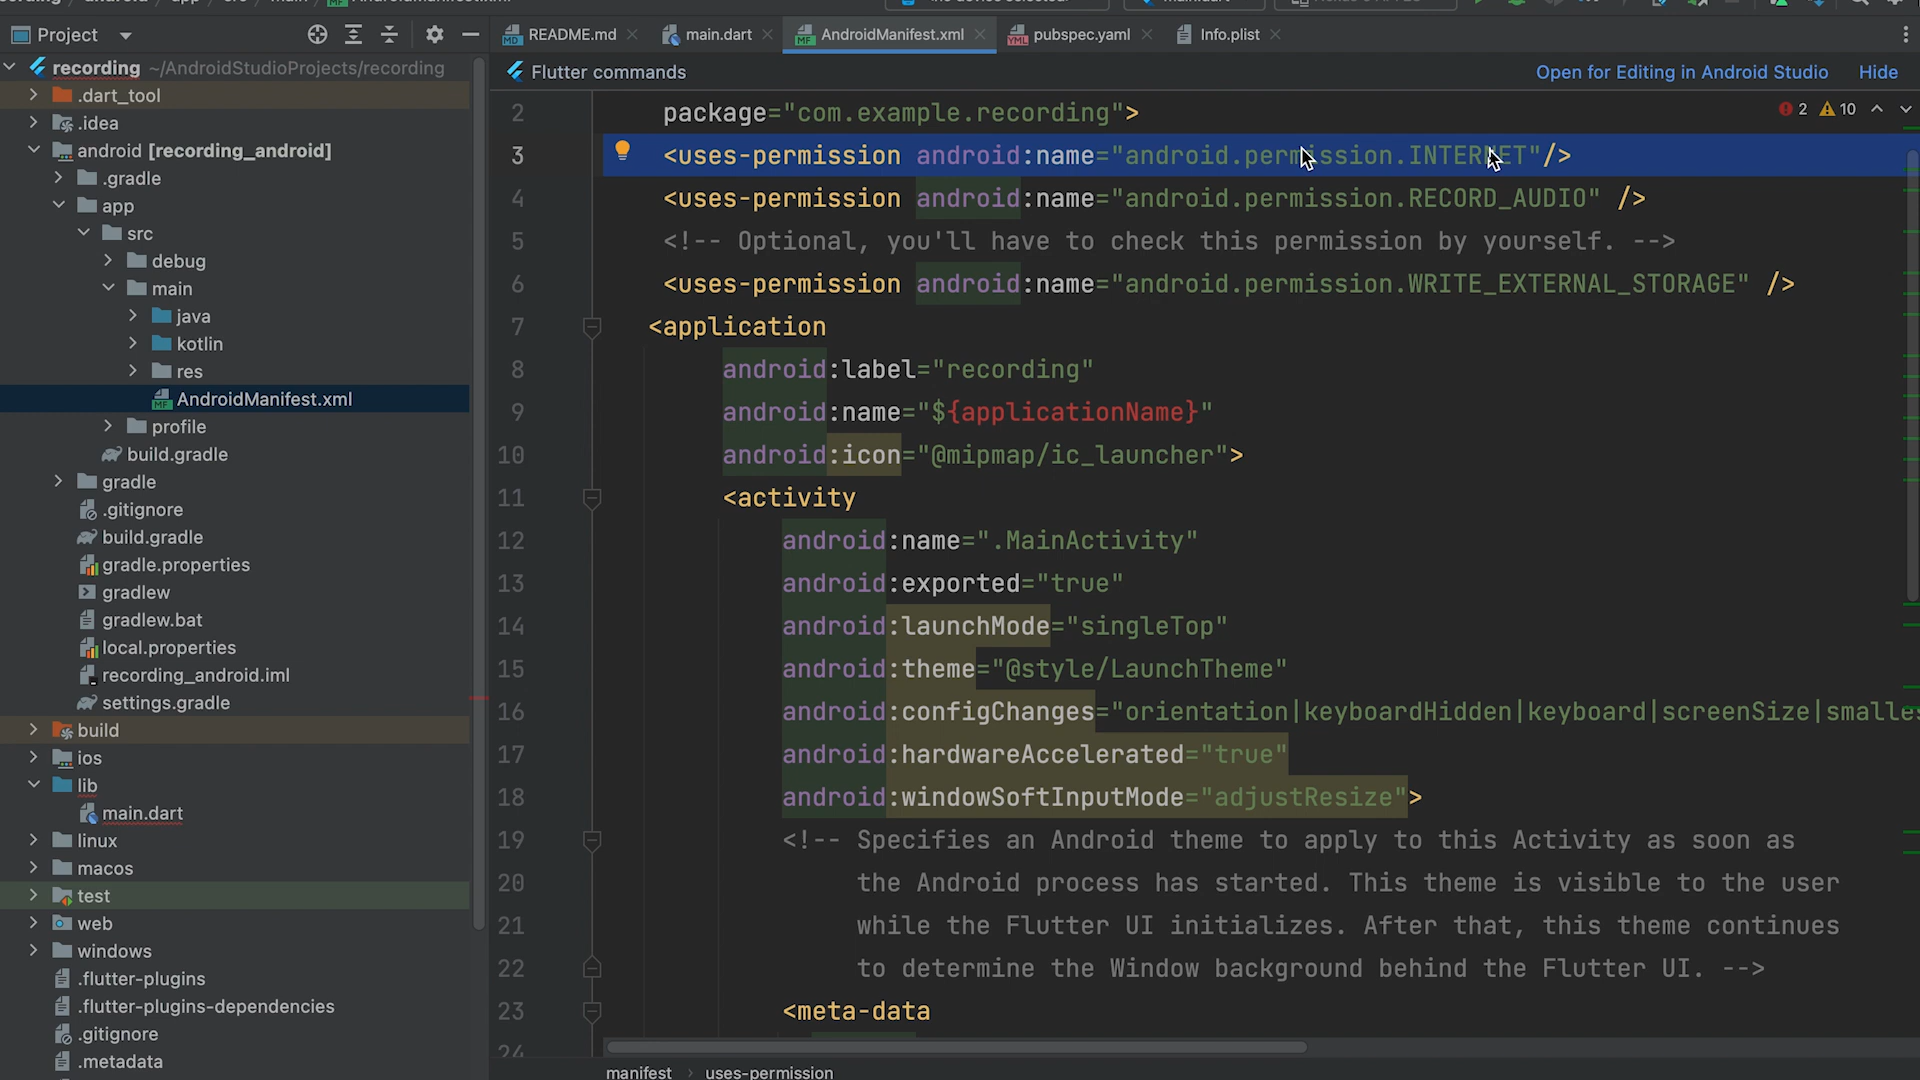 Project
README.md
main.dart
AndroidManifest.xml
pubspec.yaml
Info.plist
recording ~/AndroidStudioProjects/recording
Flutter commands
Open for Editing in Android Studio
Hide
2
10
.dart_tool
.idea
android [recording_android]
.gradle
app
src
debug
main
java
kotlin
res
AndroidManifest.xml
profile
build.gradle
gradle
.gitignore
build.gradle
gradle.properties
gradlew
gradlew.bat
local.properties
recording_android.iml
settings.gradle
build
ios
lib
main.dart
linux
macos
test
web
windows
.flutter-plugins
.flutter-plugins-dependencies
.gitignore
.metadata
2 package="com.example.recording">
3 <uses-permission android:name="android.permission.INTERNET"/>
4 <uses-permission android:name="android.permission.RECORD_AUDIO" />
5 <!-- Optional, you'll have to check this permission by yourself. -->
6 <uses-permission android:name="android.permission.WRITE_EXTERNAL_STORAGE" />
7 <application
8 android:label="recording"
9 android:name="${applicationName}"
10 android:icon="@mipmap/ic_launcher">
11 <activity
12 android:name=".MainActivity"
13 android:exported="true"
14 android:launchMode="singleTop"
15 android:theme="@style/LaunchTheme"
16 android:configChanges="orientation|keyboardHidden|keyboard|screenSize|smalles
17 android:hardwareAccelerated="true"
18 android:windowSoftInputMode="adjustResize">
19 <!-- Specifies an Android theme to apply to this Activity as soon as
20 the Android process has started. This theme is visible to the user
21 while the Flutter UI initializes. After that, this theme continues
22 to determine the Window background behind the Flutter UI. -->
23 <meta-data
24
manifest
uses-permission